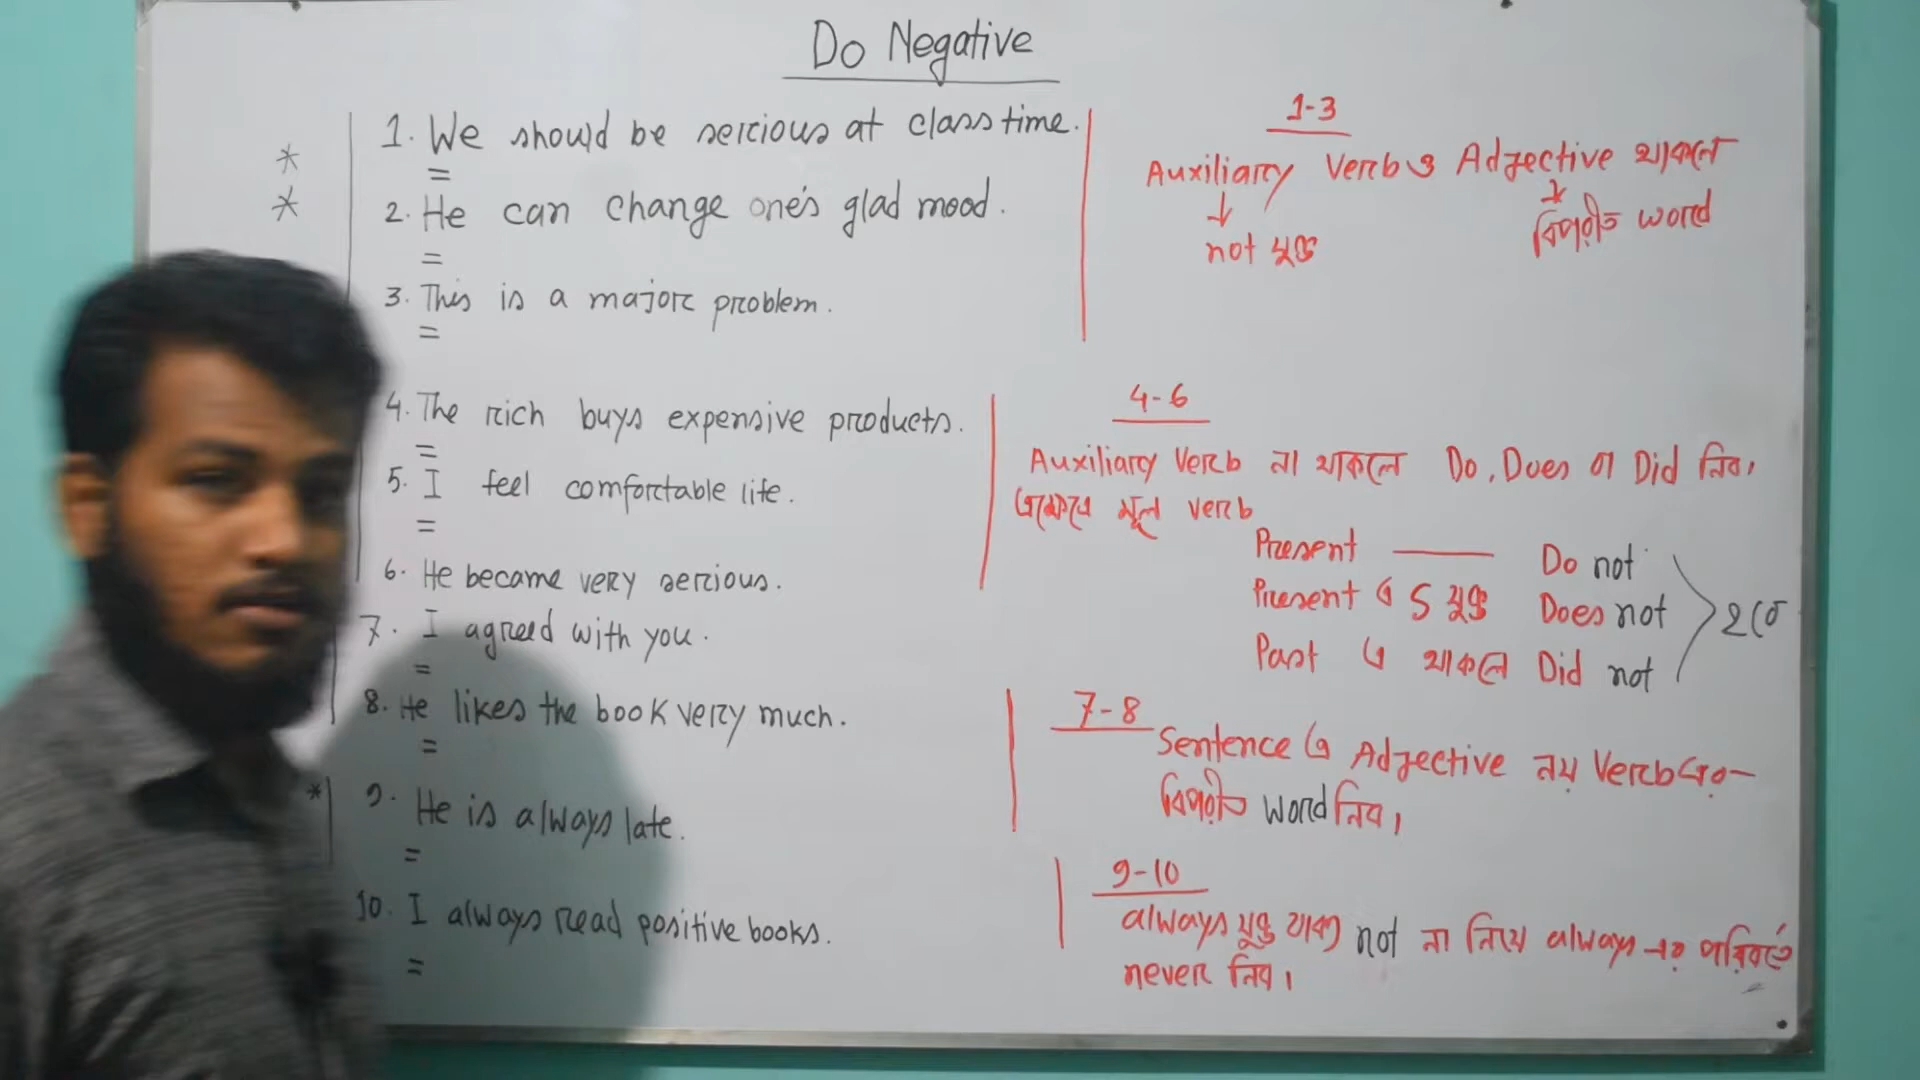 Do Negative
1. We should be serious at class time.
=
2. He can change one's glad mood.
=
3. This is a major problem.
=
4. The rich buys expensive products.
=
5. I feel comfortable life.
=
6. He became very serious.
7. I agreed with you.
=
8. He likes the book very much.
=
9. He is always late.
=
10. I always read positive books.
=
1-3
Auxiliary Verb ও Adjective থাকলে
not যুক্ত
বিপরীত word
4-6
Auxiliary Verb না থাকলে Do, Does বা Did নিব।
এক্ষেত্রে মূল verb
Present —— Do not
Present এ S যুক্ত Does not
Past এ থাকলে Did not
হবে
7-8
Sentence এ Adjective নয় Verb এর
বিপরীত word নিব।
9-10
always যুক্ত বাক্য not না নিয়ে always এর পরিবর্তে
never নিব।